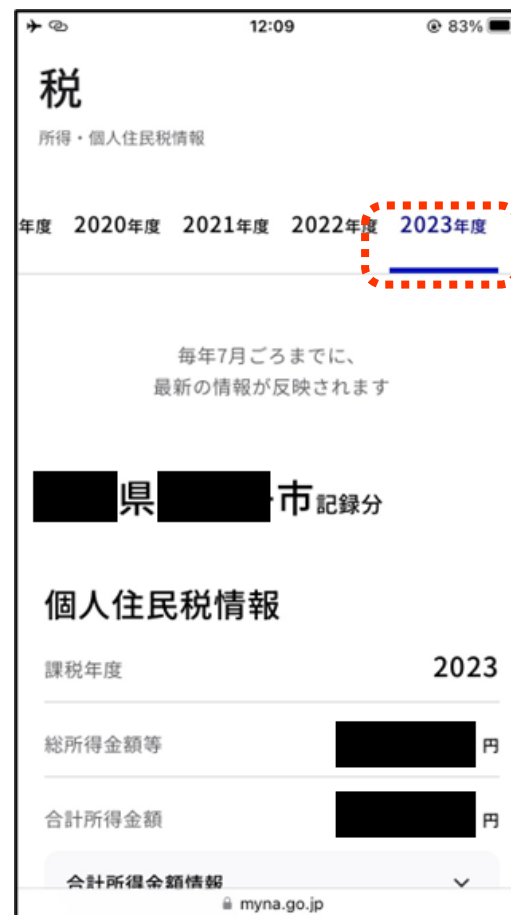 12:09
83%
税
所得・個人住民税情報
年度 2020年度 2021年度 2022年度 2023年度
毎年7月ごろまでに、
最新の情報が反映されます
県 市記録分
個人住民税情報
課税年度 2023
総所得金額等 円
合計所得金額 円
合計所得金額情報
myna.go.jp